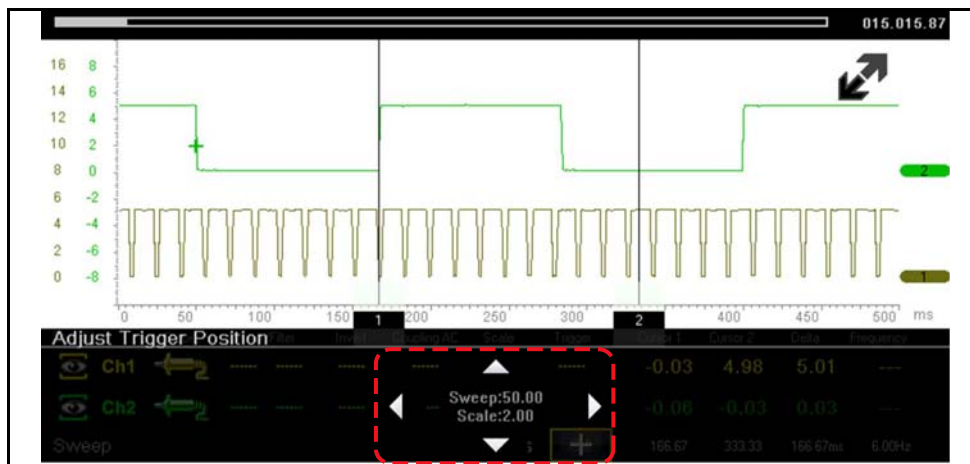 015.015.87
16 8
14 6
12 4
10 2
8 0
6 -2
4 -4
2 -6
0 -8
2
1
0 50 100 150 200 250 300 400 450 500 ms
1 2
Adjust Trigger Position Filter Invert Coupling AC Scale Trigger Cursor 1 Cursor 2 Delta Frequency
Ch1 ----- ----- ----- ----- ----- -0.03 4.98 5.01 ---
Sweep:50.00
Scale:2.00
Ch2 ----- ---- ----- -0.06 -0.03 0.03 ---
Sweep 166.67 333.33 166.67ms 6.00Hz